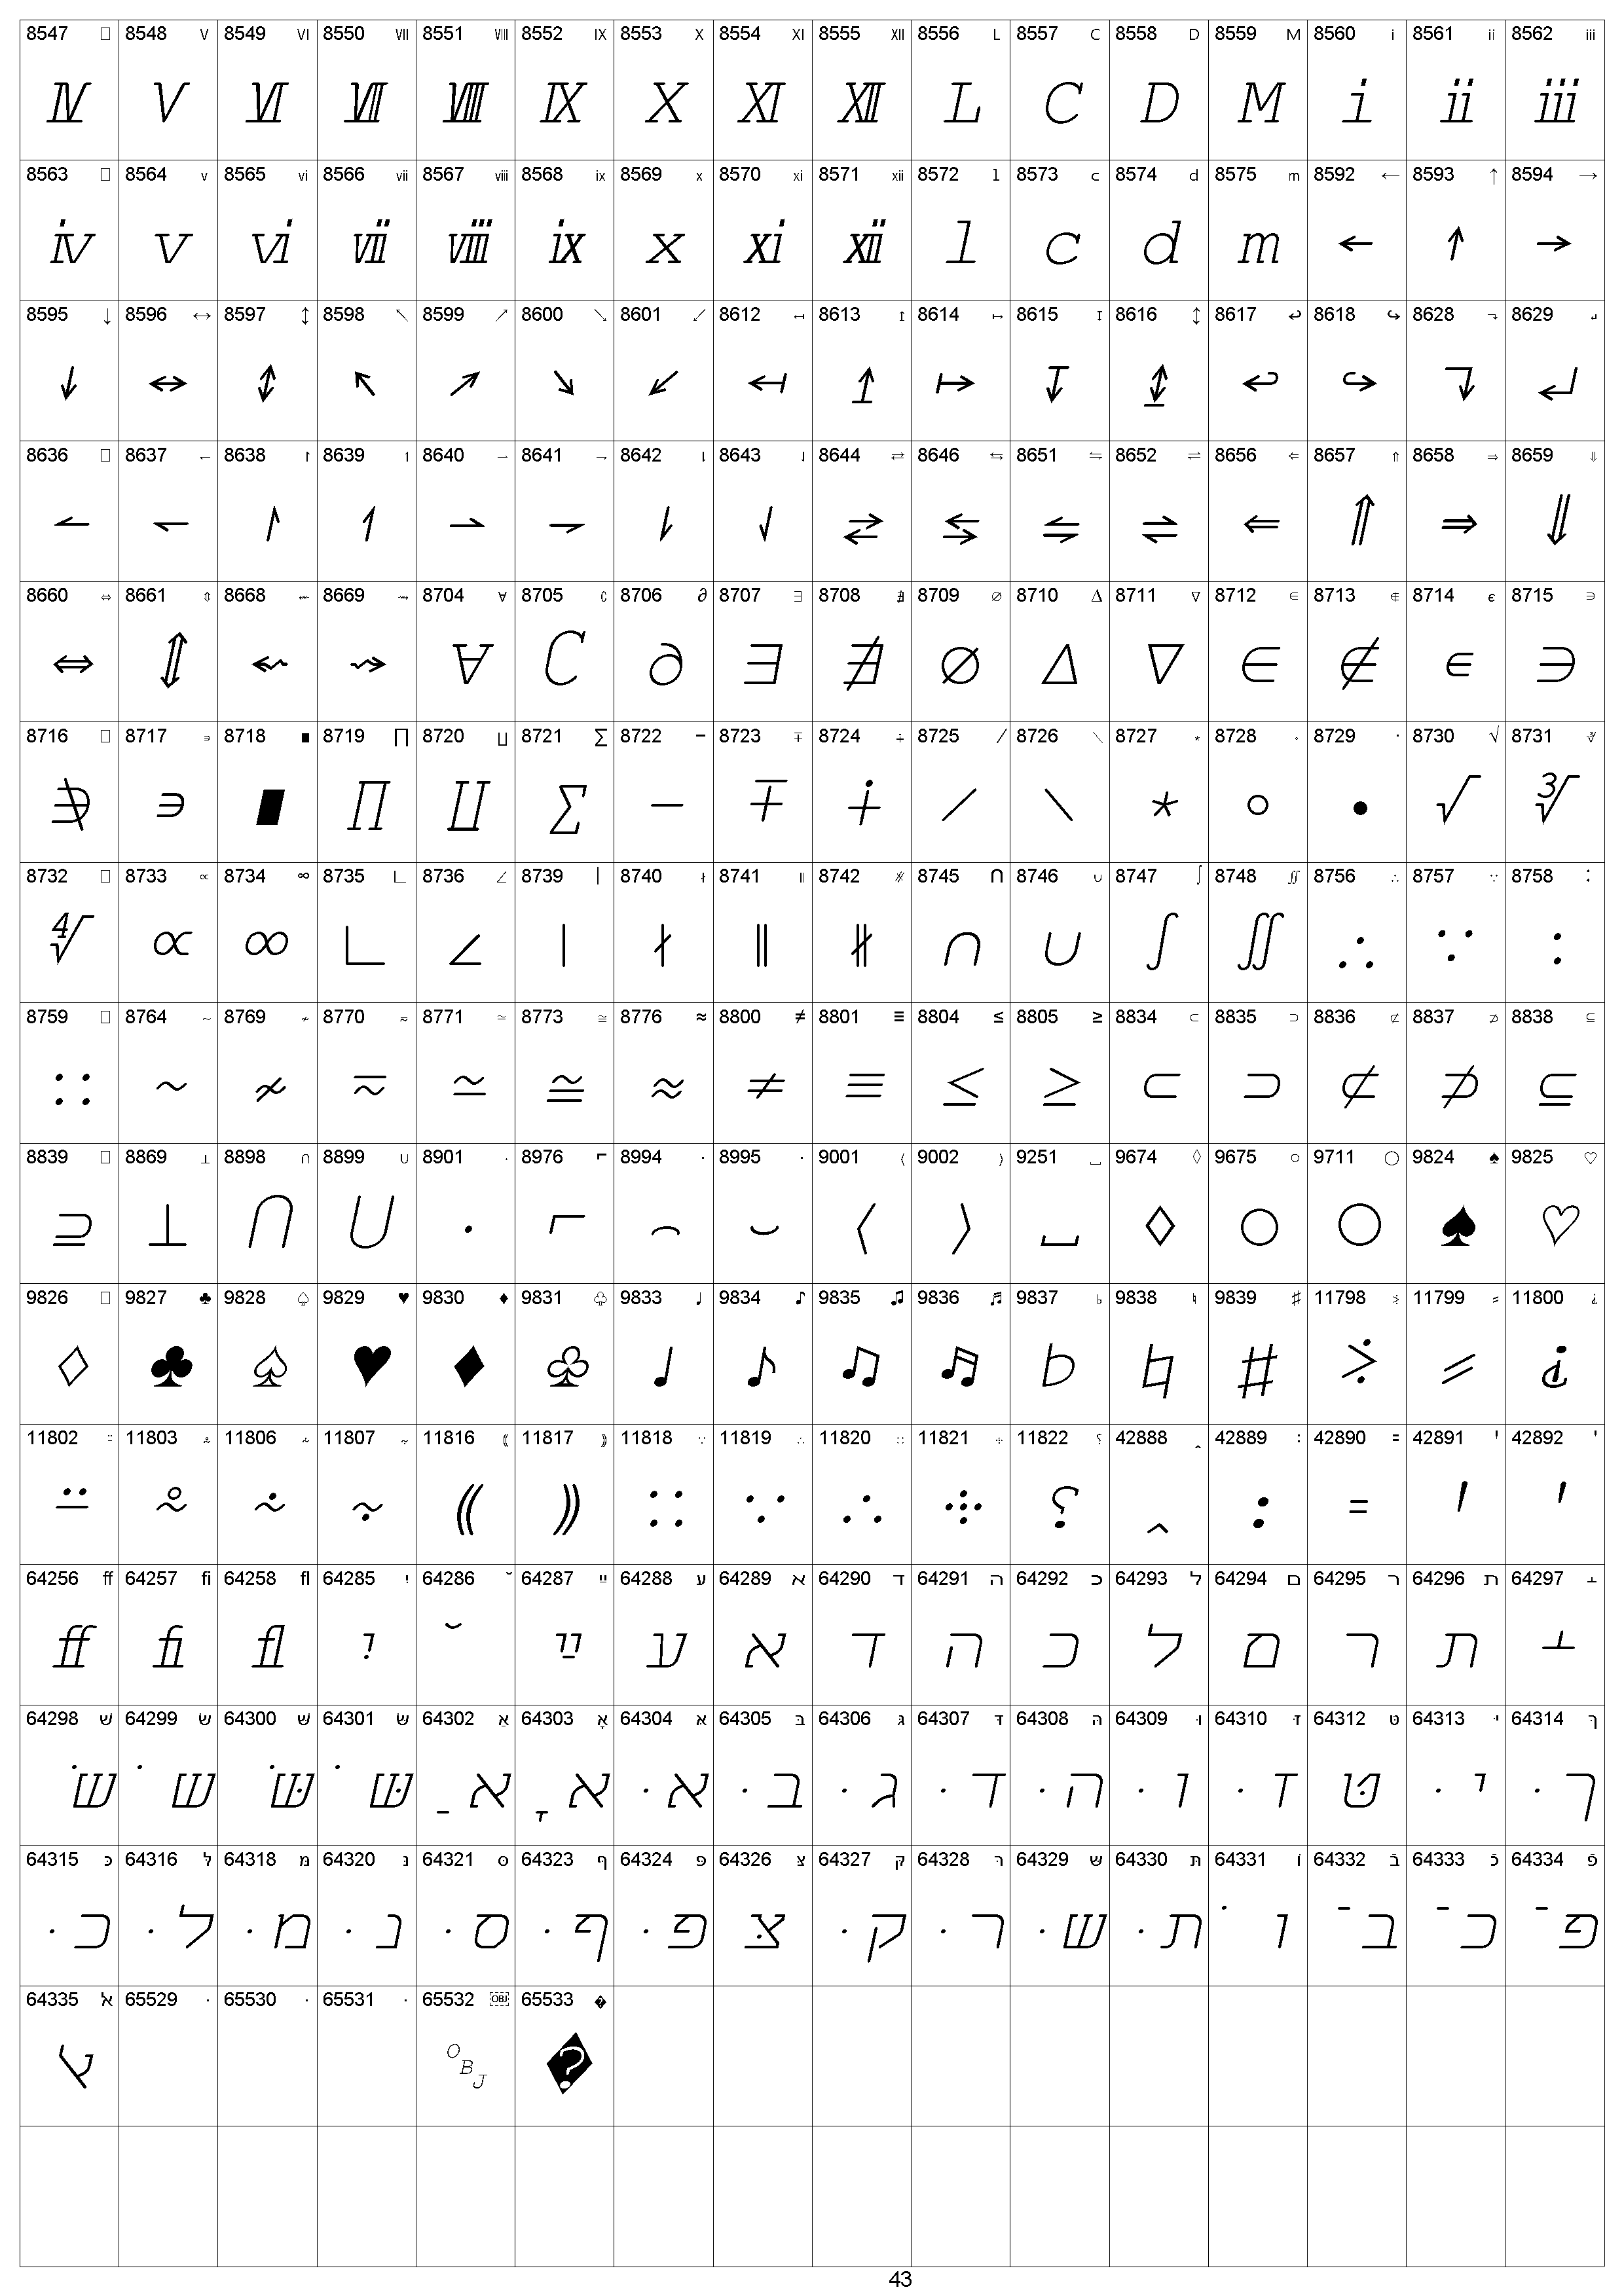 8547 □ 8548 Ⅴ 8549 Ⅵ 8550 Ⅶ 8551 Ⅷ 8552 Ⅸ 8553 Ⅹ 8554 Ⅺ 8555 Ⅻ 8556 Ⅼ 8557 Ⅽ 8558 Ⅾ 8559 Ⅿ 8560 ⅰ 8561 ⅱ 8562 ⅲ
Ⅳ Ⅴ Ⅵ Ⅶ Ⅷ Ⅸ Ⅹ Ⅺ Ⅻ Ⅼ Ⅽ Ⅾ Ⅿ ⅰ ⅱ ⅲ
8563 □ 8564 ⅴ 8565 ⅵ 8566 ⅶ 8567 ⅷ 8568 ⅸ 8569 ⅹ 8570 ⅺ 8571 ⅻ 8572 ⅼ 8573 ⅽ 8574 ⅾ 8575 ⅿ 8592 ← 8593 ↑ 8594 →
ⅳ ⅴ ⅵ ⅶ ⅷ ⅸ ⅹ ⅺ ⅻ ⅼ ⅽ ⅾ ⅿ ← ↑ →
8595 ↓ 8596 ↔ 8597 ↕ 8598 ↖ 8599 ↗ 8600 ↘ 8601 ↙ 8612 ↤ 8613 ↥ 8614 ↦ 8615 ↧ 8616 ↨ 8617 ↩ 8618 ↪ 8628 ↴ 8629 ↵
↓ ↔ ↕ ↖ ↗ ↘ ↙ ↤ ↥ ↦ ↧ ↨ ↩ ↪ ↴ ↵
8636 □ 8637 ↽ 8638 ↾ 8639 ↿ 8640 ⇀ 8641 ⇁ 8642 ⇂ 8643 ⇃ 8644 ⇄ 8646 ⇆ 8651 ⇋ 8652 ⇌ 8656 ⇐ 8657 ⇑ 8658 ⇒ 8659 ⇓
↼ ↽ ↾ ↿ ⇀ ⇁ ⇂ ⇃ ⇄ ⇆ ⇋ ⇌ ⇐ ⇑ ⇒ ⇓
8660 ⇔ 8661 ⇕ 8668 ⇜ 8669 ⇝ 8704 ∀ 8705 ∁ 8706 ∂ 8707 ∃ 8708 ∄ 8709 ∅ 8710 ∆ 8711 ∇ 8712 ∈ 8713 ∉ 8714 ∊ 8715 ∋
⇔ ⇕ ⇜ ⇝ ∀ ∁ ∂ ∃ ∄ ∅ ∆ ∇ ∈ ∉ ∊ ∋
8716 □ 8717 ∍ 8718 ∎ 8719 ∏ 8720 ∐ 8721 ∑ 8722 − 8723 ∓ 8724 ∔ 8725 ∕ 8726 ∖ 8727 ∗ 8728 ∘ 8729 ∙ 8730 √ 8731 ∛
∌ ∍ ∎ ∏ ∐ ∑ − ∓ ∔ ∕ ∖ ∗ ∘ ∙ √ ∛
8732 □ 8733 ∝ 8734 ∞ 8735 ∟ 8736 ∠ 8739 ∣ 8740 ∤ 8741 ∥ 8742 ∦ 8745 ∩ 8746 ∪ 8747 ∫ 8748 ∬ 8756 ∴ 8757 ∵ 8758 ∶
∜ ∝ ∞ ∟ ∠ ∣ ∤ ∥ ∦ ∩ ∪ ∫ ∬ ∴ ∵ ∶
8759 □ 8764 ∼ 8769 ≁ 8770 ≂ 8771 ≃ 8773 ≅ 8776 ≈ 8800 ≠ 8801 ≡ 8804 ≤ 8805 ≥ 8834 ⊂ 8835 ⊃ 8836 ⊄ 8837 ⊅ 8838 ⊆
∷ ∼ ≁ ≂ ≃ ≅ ≈ ≠ ≡ ≤ ≥ ⊂ ⊃ ⊄ ⊅ ⊆
8839 □ 8869 ⊥ 8898 ⋂ 8899 ⋃ 8901 ⋅ 8976 ⌐ 8994 · 8995 · 9001 〈 9002 〉 9251 ␣ 9674 ◊ 9675 ○ 9711 ◯ 9824 ♠ 9825 ♡
⊇ ⊥ ⋂ ⋃ ⋅ ⌐ ⌢ ⌣ 〈 〉 ␣ ◊ ○ ◯ ♠ ♡
9826 □ 9827 ♣ 9828 ♤ 9829 ♥ 9830 ♦ 9831 ♧ 9833 ♩ 9834 ♪ 9835 ♫ 9836 ♬ 9837 ♭ 9838 ♮ 9839 ♯ 11798 ⸖ 11799 ⸗ 11800 ⸘
♢ ♣ ♤ ♥ ♦ ♧ ♩ ♪ ♫ ♬ ♭ ♮ ♯ ⸖ ⸗ ⸘
11802 ⸚ 11803 ⸛ 11806 ⸞ 11807 ⸟ 11816 ⸨ 11817 ⸩ 11818 ⸪ 11819 ⸫ 11820 ⸬ 11821 ⸭ 11822 ⸮ 42888 ꞈ 42889 ꞉ 42890 ꞊ 42891 Ꞌ 42892 ꞌ
⸚ ⸛ ⸞ ⸟ ⸨ ⸩ ⸬ ⸪ ⸫ ⸭ ⸮ ꞈ ꞉ ꞊ Ꞌ ꞌ
64256 ﬀ 64257 ﬁ 64258 ﬂ 64285 יִ 64286 ﬞ 64287 ײַ 64288 ﬠ 64289 ﬡ 64290 ﬢ 64291 ﬣ 64292 ﬤ 64293 ﬥ 64294 ﬦ 64295 ﬧ 64296 ﬨ 64297 ﬩
ﬀ ﬁ ﬂ יִ ﬞ ײַ ﬠ ﬡ ﬢ ﬣ ﬤ ﬥ ﬦ ﬧ ﬨ ﬩
64298 שׁ 64299 שׂ 64300 שּׁ 64301 שּׂ 64302 אַ 64303 אָ 64304 אּ 64305 בּ 64306 גּ 64307 דּ 64308 הּ 64309 וּ 64310 זּ 64312 טּ 64313 יּ 64314 ךּ
שׁ שׂ שּׁ שּׂ אַ אָ אּ בּ גּ דּ הּ וּ זּ טּ יּ ךּ
64315 כּ 64316 לּ 64318 מּ 64320 נּ 64321 סּ 64323 ףּ 64324 פּ 64326 צּ 64327 קּ 64328 רּ 64329 שּ 64330 תּ 64331 וֹ 64332 בֿ 64333 כֿ 64334 פֿ
כּ לּ מּ נּ סּ ףּ פּ צּ קּ רּ שּ תּ וֹ בֿ כֿ פֿ
64335 ﭏ 65529 · 65530 · 65531 · 65532 ￼ 65533 �
ﭏ OBJ �
43